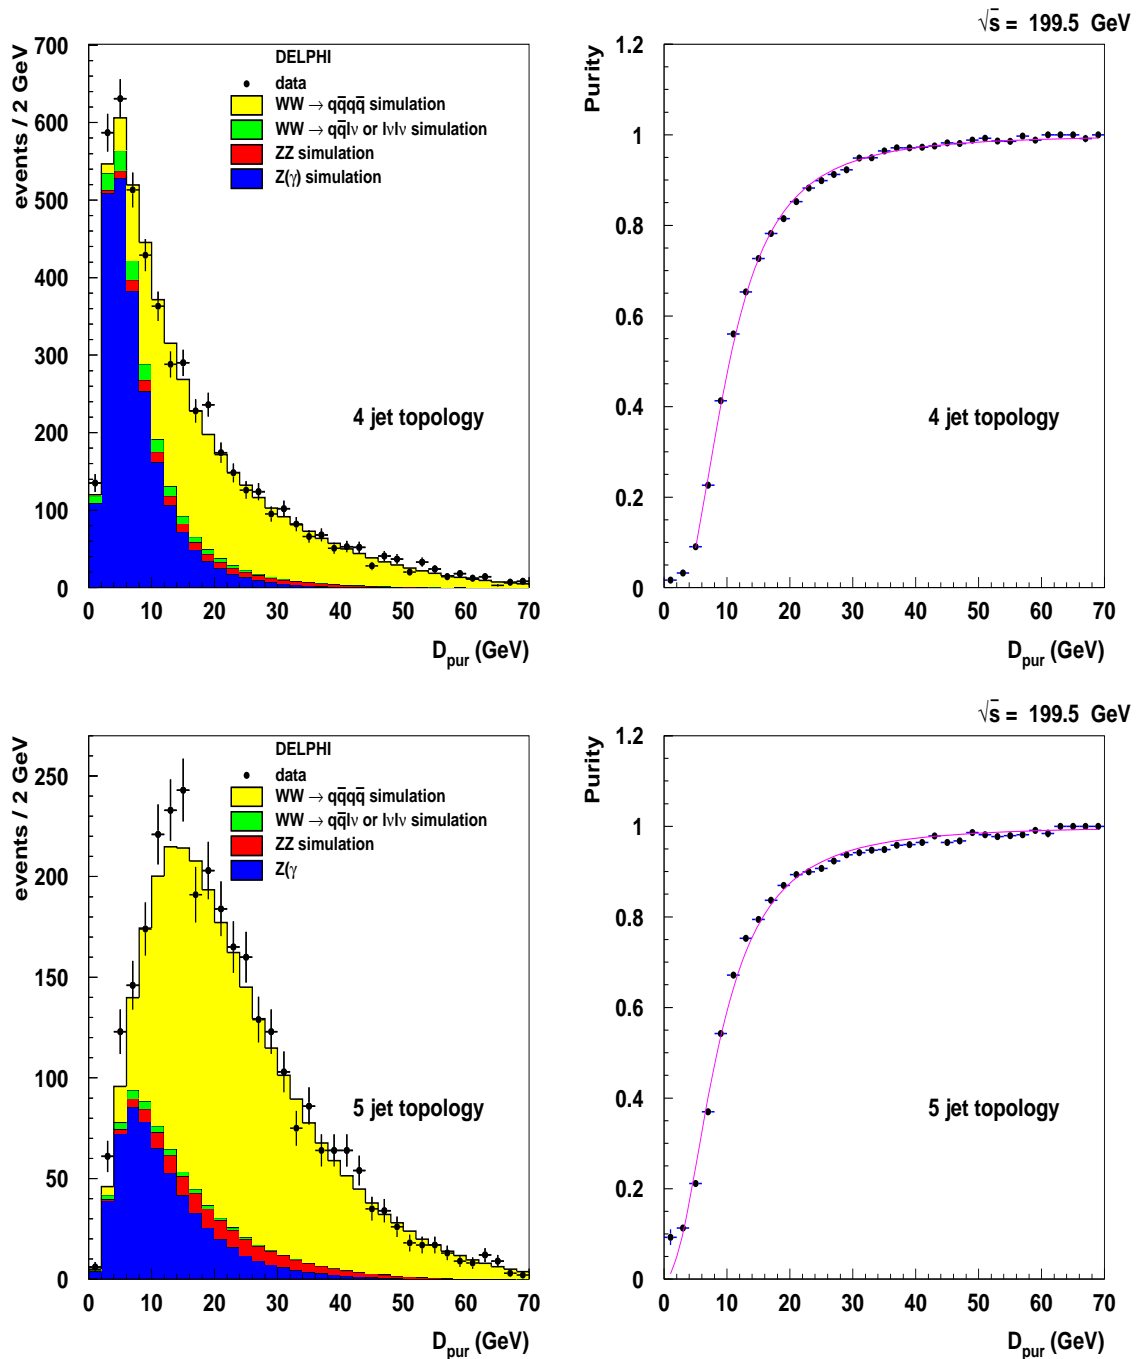 √s̄ = 199.5 GeV
events / 2 GeV
700
600
500
400
300
200
100
0
DELPHI
data
WW → qq̄qq̄ simulation
WW → qq̄lν or lνlν simulation
ZZ simulation
Z(γ) simulation
4 jet topology
0 10 20 30 40 50 60 70
D_pur (GeV)
Purity
1.2
1
0.8
0.6
0.4
0.2
0
4 jet topology
0 10 20 30 40 50 60 70
D_pur (GeV)
√s̄ = 199.5 GeV
events / 2 GeV
250
200
150
100
50
0
DELPHI
data
WW → qq̄qq̄ simulation
WW → qq̄lν or lνlν simulation
ZZ simulation
Z(γ
5 jet topology
0 10 20 30 40 50 60 70
D_pur (GeV)
Purity
1.2
1
0.8
0.6
0.4
0.2
0
5 jet topology
0 10 20 30 40 50 60 70
D_pur (GeV)